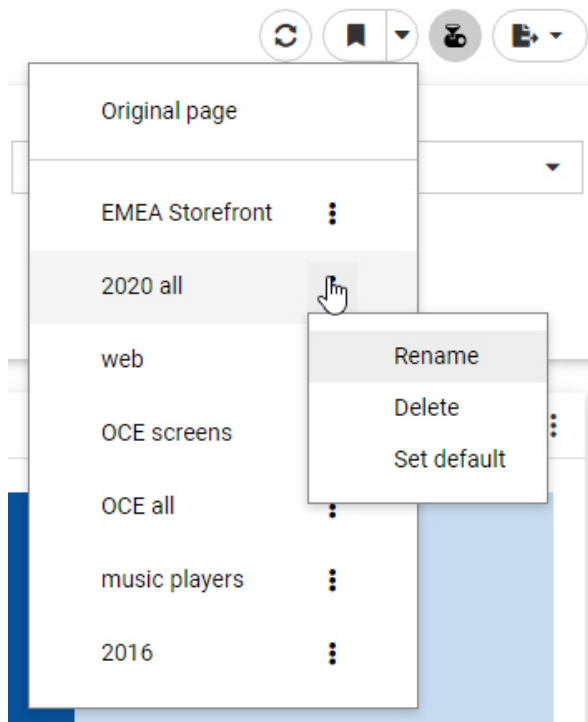 Original page
EMEA Storefront
2020 all
web
Rename
Delete
OCE screens
Set default
OCE all
music players
2016